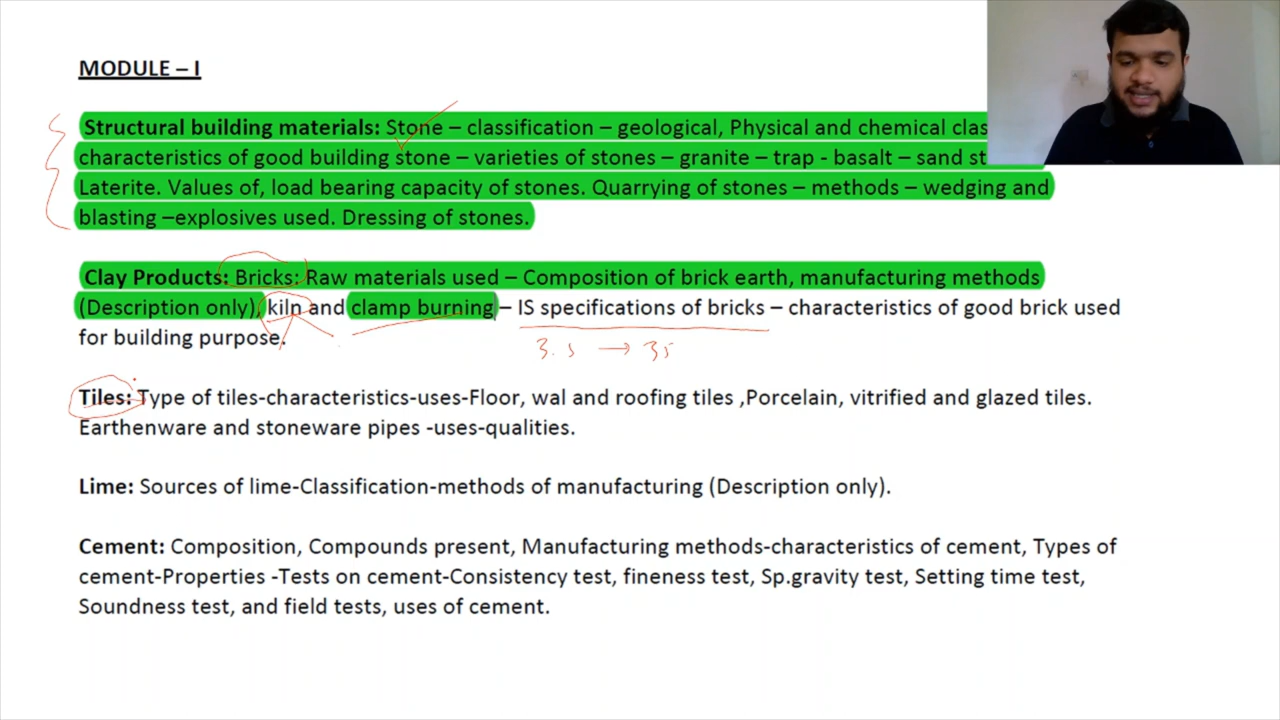 MODULE – I
Structural building materials: Stone – classification – geological, Physical and chemical clas
characteristics of good building stone – varieties of stones – granite – trap - basalt – sand st
Laterite. Values of, load bearing capacity of stones. Quarrying of stones – methods – wedging and
blasting –explosives used. Dressing of stones.
Clay Products: Bricks: Raw materials used – Composition of brick earth, manufacturing methods
(Description only), kiln and clamp burning – IS specifications of bricks – characteristics of good brick used
for building purpose.
3.5 → 35
Tiles: Type of tiles-characteristics-uses-Floor, wal and roofing tiles ,Porcelain, vitrified and glazed tiles.
Earthenware and stoneware pipes -uses-qualities.
Lime: Sources of lime-Classification-methods of manufacturing (Description only).
Cement: Composition, Compounds present, Manufacturing methods-characteristics of cement, Types of
cement-Properties -Tests on cement-Consistency test, fineness test, Sp.gravity test, Setting time test,
Soundness test, and field tests, uses of cement.